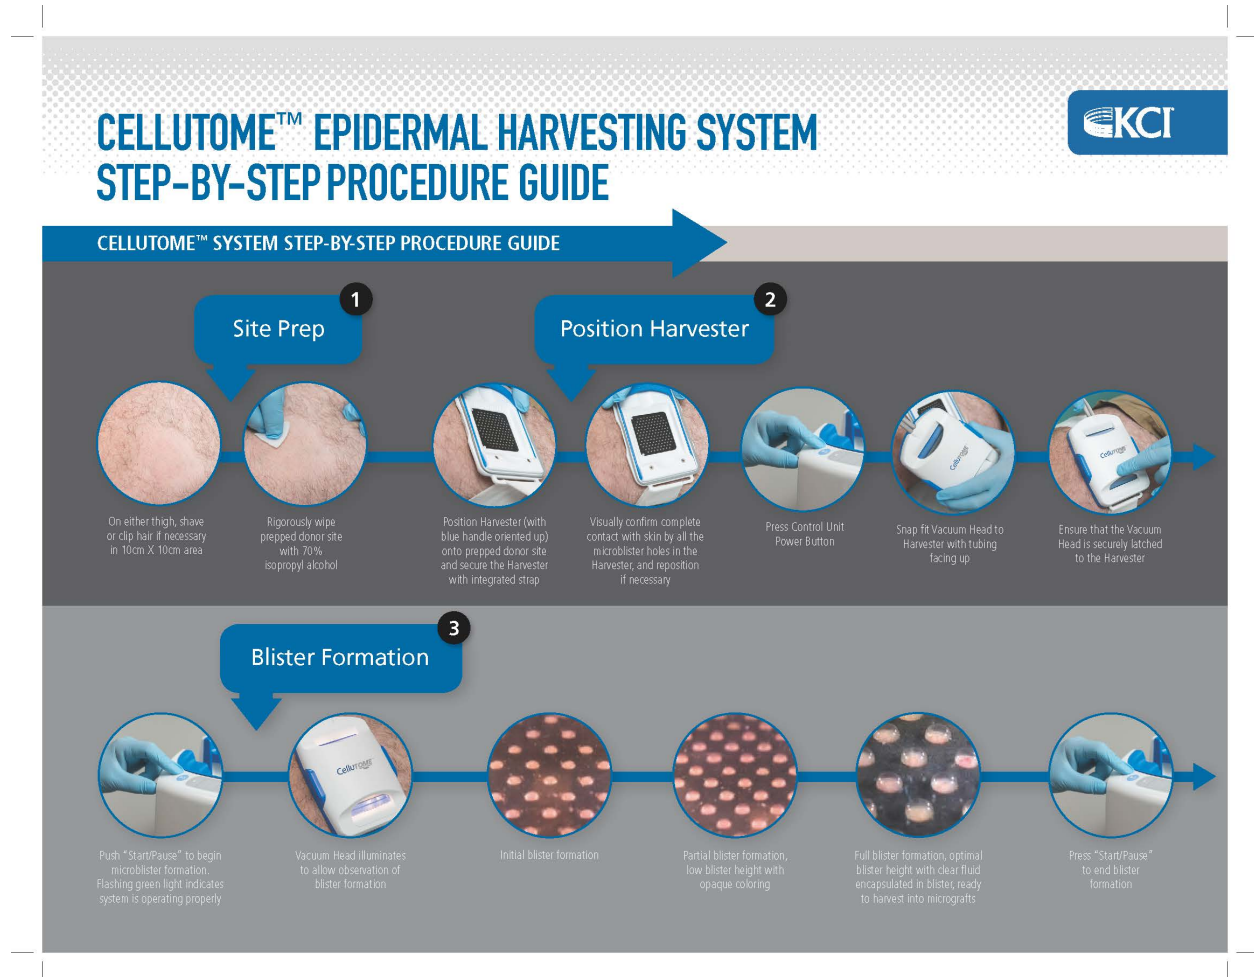 CELLUTOME™ EPIDERMAL HARVESTING SYSTEM
STEP-BY-STEP PROCEDURE GUIDE
KCI
CELLUTOME™ SYSTEM STEP-BY-STEP PROCEDURE GUIDE
1
Site Prep
2
Position Harvester
CelluTOME
CelluTOME
On either thigh, shave
or clip hair if necessary
in 10cm X 10cm area
Rigorously wipe
prepped donor site
with 70%
isopropyl alcohol
Position Harvester (with
blue handle oriented up)
onto prepped donor site
and secure the Harvester
with integrated strap
Visually confirm complete
contact with skin by all the
microblister holes in the
Harvester, and reposition
if necessary
Press Control Unit
Power Button
Snap fit Vacuum Head to
Harvester with tubing
facing up
Ensure that the Vacuum
Head is securely latched
to the Harvester
3
Blister Formation
CelluTOME
Push “Start/Pause” to begin
microblister formation.
Flashing green light indicates
system is operating properly
Vacuum Head illuminates
to allow observation of
blister formation
Initial blister formation
Partial blister formation,
low blister height with
opaque coloring
Full blister formation, optimal
blister height with clear fluid
encapsulated in blister, ready
to harvest into micrografts
Press “Start/Pause”
to end blister
formation